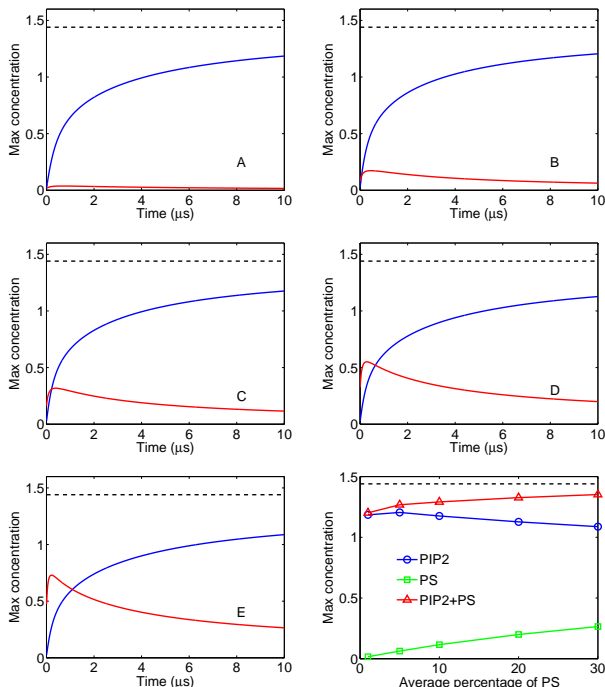 1.5
1
0.5
0
Max concentration
A
0 2 4 6 8 10
Time (μs)
1.5
1
0.5
0
Max concentration
B
0 2 4 6 8 10
Time (μs)
1.5
1
0.5
0
Max concentration
C
0 2 4 6 8 10
Time (μs)
1.5
1
0.5
0
Max concentration
D
0 2 4 6 8 10
Time (μs)
1.5
1
0.5
0
Max concentration
E
0 2 4 6 8 10
Time (μs)
1.5
1
0.5
0
Max concentration
PIP2
PS
PIP2+PS
0 10 20 30
Average percentage of PS